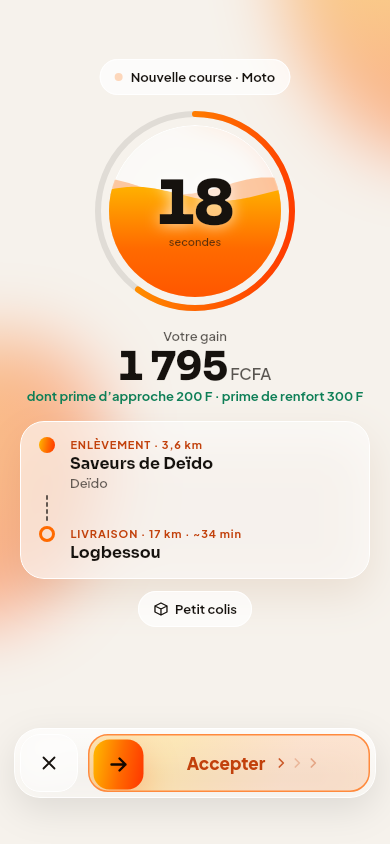 Nouvelle course · Moto
18
secondes
Votre gain
1 795 FCFA
dont prime d’approche 200 F · prime de renfort 300 F
ENLÈVEMENT · 3,6 km
Saveurs de Deïdo
Deïdo
LIVRAISON · 17 km · ~34 min
Logbessou
Petit colis
Accepter